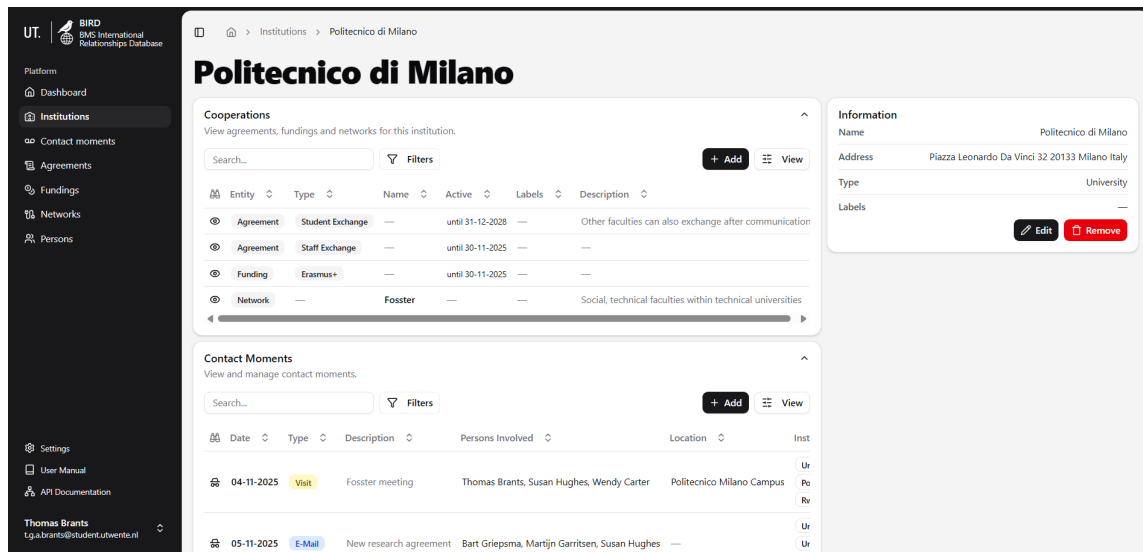 UT.
BIRD
BMS International
Relationships Database
Platform
Dashboard
Institutions
Contact moments
Agreements
Fundings
Networks
Persons
Settings
User Manual
API Documentation
Thomas Brants
t.g.a.brants@student.utwente.nl
Institutions > Politecnico di Milano
Politecnico di Milano
Cooperations
View agreements, fundings and networks for this institution.
Search... Filters + Add View
Entity Type Name Active Labels Description
Agreement Student Exchange — until 31-12-2028 — Other faculties can also exchange after communication
Agreement Staff Exchange — until 30-11-2025 — —
Funding Erasmus+ — until 30-11-2025 — —
Network — Fosster — — Social, technical faculties within technical universities
Contact Moments
View and manage contact moments.
Search... Filters + Add View
Date Type Description Persons Involved Location Inst
Ur
04-11-2025 Visit Fosster meeting Thomas Brants, Susan Hughes, Wendy Carter Politecnico Milano Campus Po
Rw
Ur
05-11-2025 E-Mail New research agreement Bart Griepsma, Martijn Garritsen, Susan Hughes — Ur
Information
Name Politecnico di Milano
Address Piazza Leonardo Da Vinci 32 20133 Milano Italy
Type University
Labels —
Edit Remove